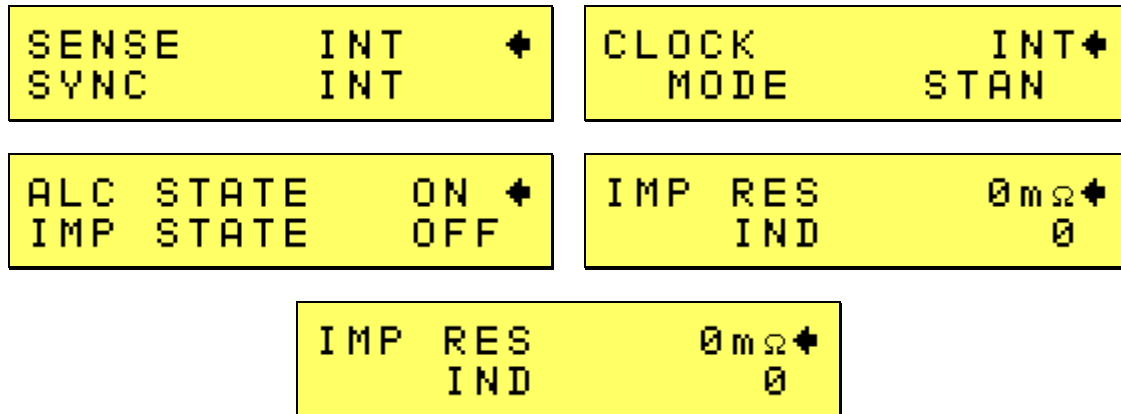 SENSE INT ←
SYNC INT
CLOCK INT←
MODE STAN
ALC STATE ON ←
IMP STATE OFF
IMP RES 0mΩ←
IND 0
IMP RES 0mΩ←
IND 0